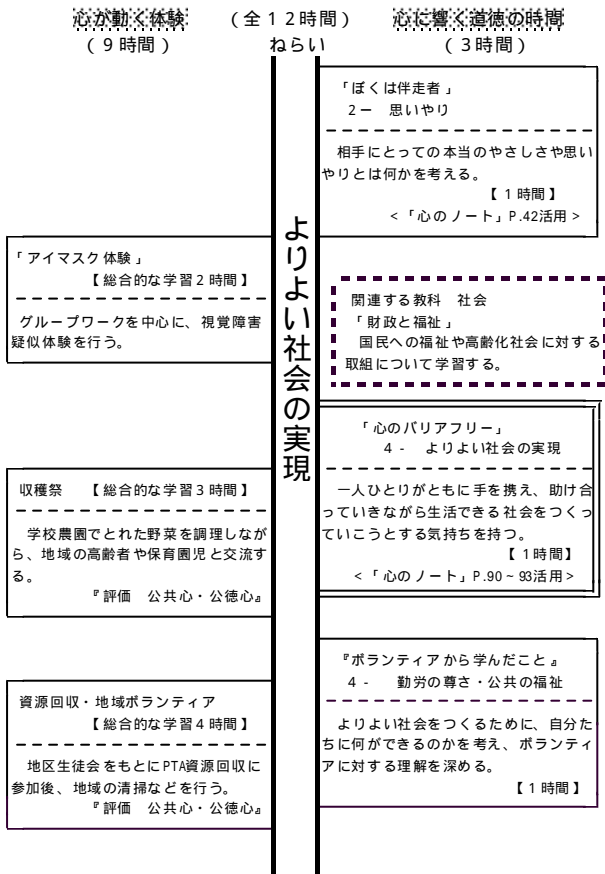 心が動く体験 (全12時間) 心に響く道徳の時間
(9時間) ねらい (3時間)
「ぼくは伴走者」
2ー 思いやり
相手にとっての本当のやさしさや思い
やりとは何かを考える。
【1時間】
<「心のノート」P.42活用>
よりよい社会の実現
「アイマスク体験」
【総合的な学習2時間】
グループワークを中心に、視覚障害
疑似体験を行う。
関連する教科 社会
「財政と福祉」
国民への福祉や高齢化社会に対する
取組について学習する。
「心のバリアフリー」
4- よりよい社会の実現
一人ひとりがともに手を携え、助け合
っていきながら生活できる社会をつくっ
ていこうとする気持ちを持つ。
【1時間】
<「心のノート」P.90~93活用>
収穫祭 【総合的な学習3時間】
学校農園でとれた野菜を調理しなが
ら、地域の高齢者や保育園児と交流す
る。
『評価 公共心・公徳心』
『ボランティアから学んだこと』
4- 勤労の尊さ・公共の福祉
よりよい社会をつくるために、自分た
ちに何ができるのかを考え、ボランティ
アに対する理解を深める。
【1時間】
資源回収・地域ボランティア
【総合的な学習4時間】
地区生徒会をもとにPTA資源回収に
参加後、地域の清掃などを行う。
『評価 公共心・公徳心』